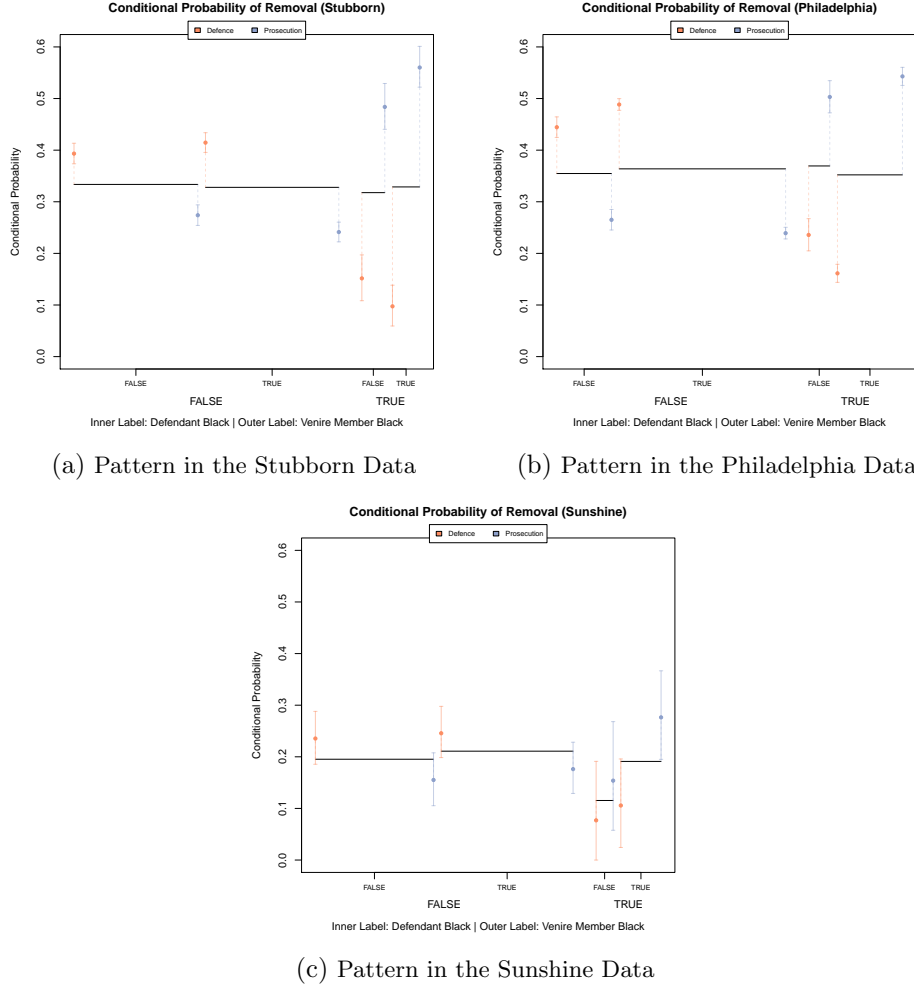 Conditional Probability of Removal (Stubborn)
Defence Prosecution
Conditional Probability
0.6
0.5
0.4
0.3
0.2
0.1
0.0
FALSE TRUE FALSE TRUE
FALSE TRUE
Inner Label: Defendant Black | Outer Label: Venire Member Black
(a) Pattern in the Stubborn Data
Conditional Probability of Removal (Philadelphia)
Defence Prosecution
Conditional Probability
0.6
0.5
0.4
0.3
0.2
0.1
0.0
FALSE TRUE FALSE TRUE
FALSE TRUE
Inner Label: Defendant Black | Outer Label: Venire Member Black
(b) Pattern in the Philadelphia Data
Conditional Probability of Removal (Sunshine)
Defence Prosecution
Conditional Probability
0.6
0.5
0.4
0.3
0.2
0.1
0.0
FALSE TRUE FALSE TRUE
FALSE TRUE
Inner Label: Defendant Black | Outer Label: Venire Member Black
(c) Pattern in the Sunshine Data